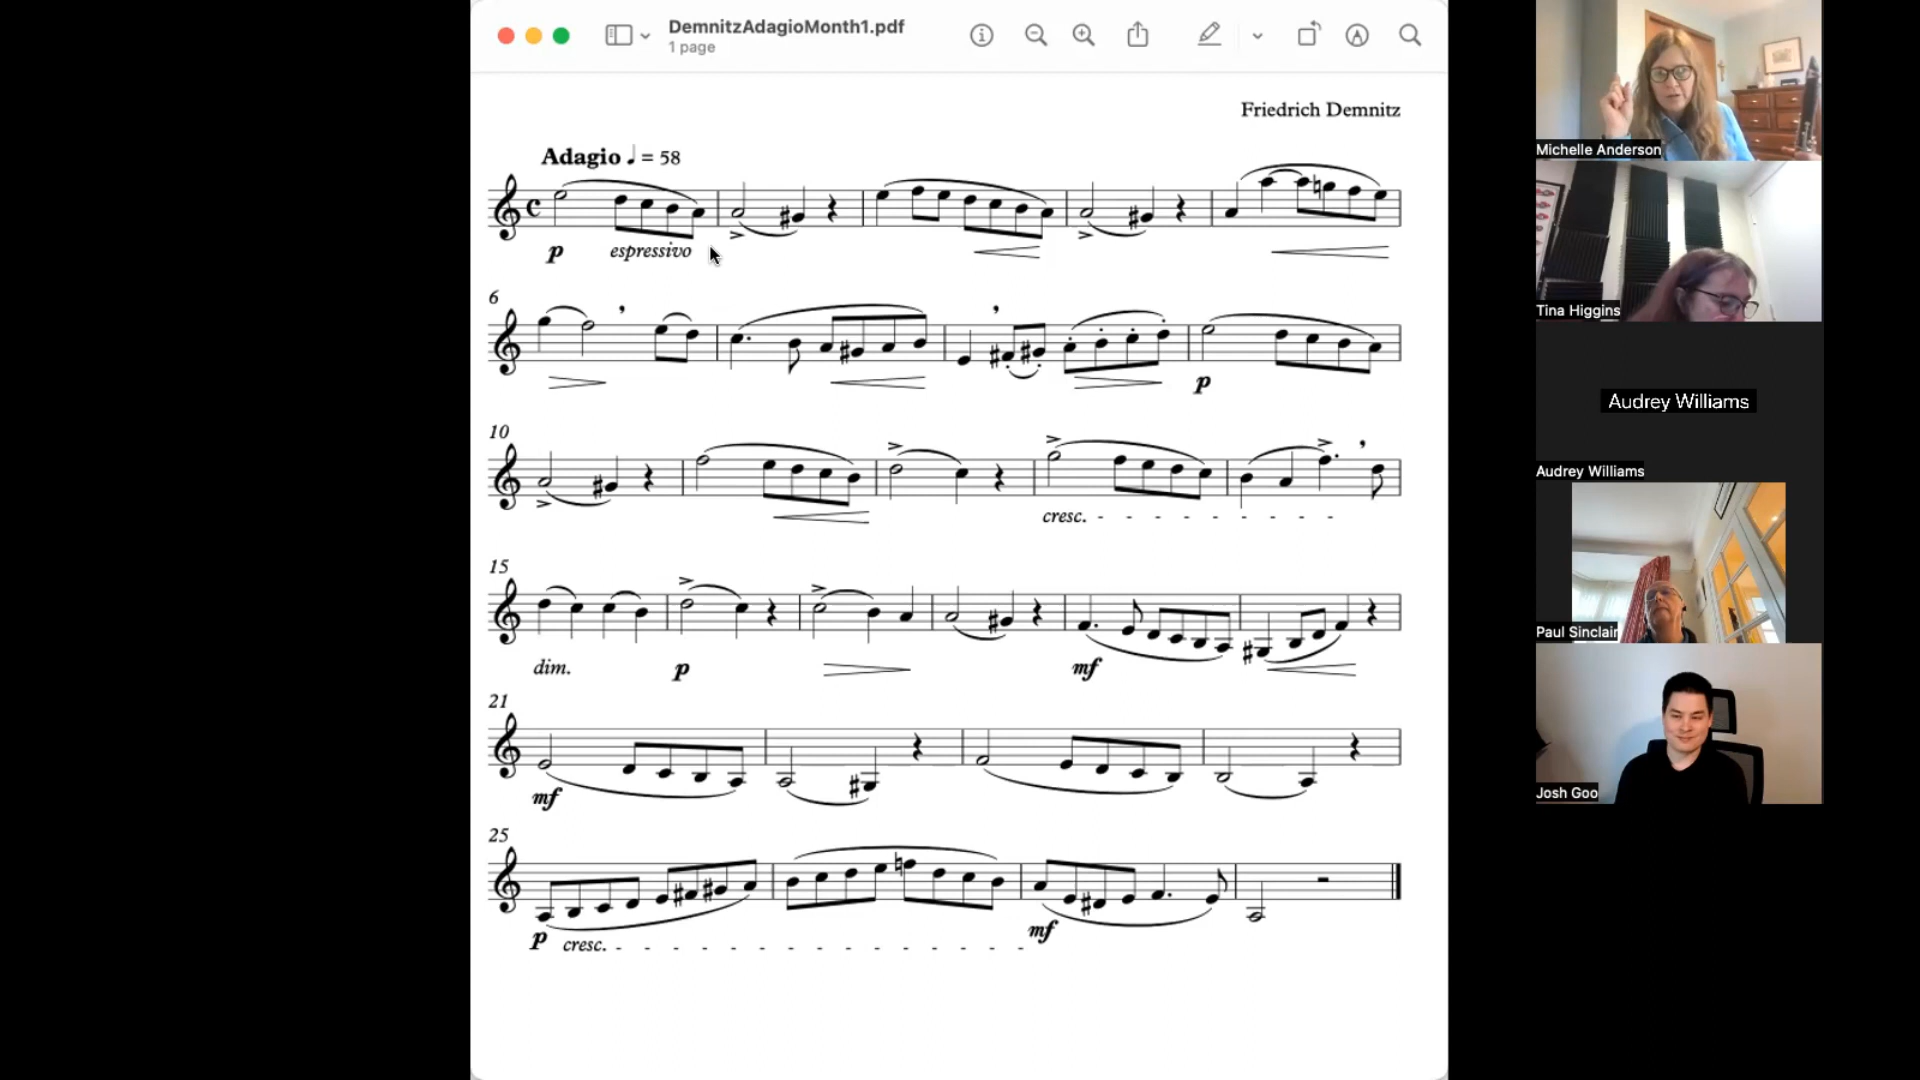 DemnitzAdagioMonth1.pdf
1 page
Friedrich Demnitz
Adagio ♩ = 58
p espressivo
6
p
10
cresc.
15
dim. p mf
21
mf
25
p cresc. mf
Michelle Anderson
Tina Higgins
Audrey Williams
Audrey Williams
Paul Sinclair
Josh Goo